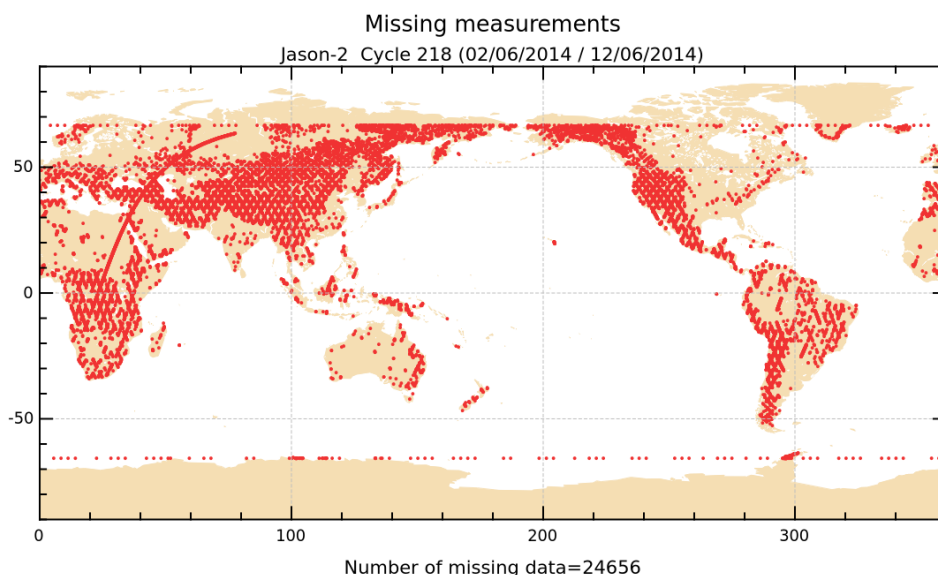 Missing measurements
Jason-2 Cycle 218 (02/06/2014 / 12/06/2014)
50
0
-50
0 100 200 300
Number of missing data=24656